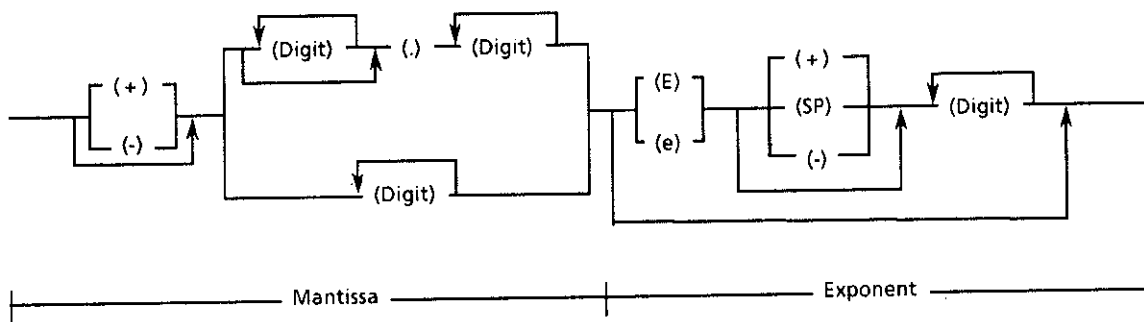 (Digit) (.) (Digit)
(+) (E) (+)
(SP) (Digit)
(-) (e) (-)
(Digit)
Mantissa Exponent